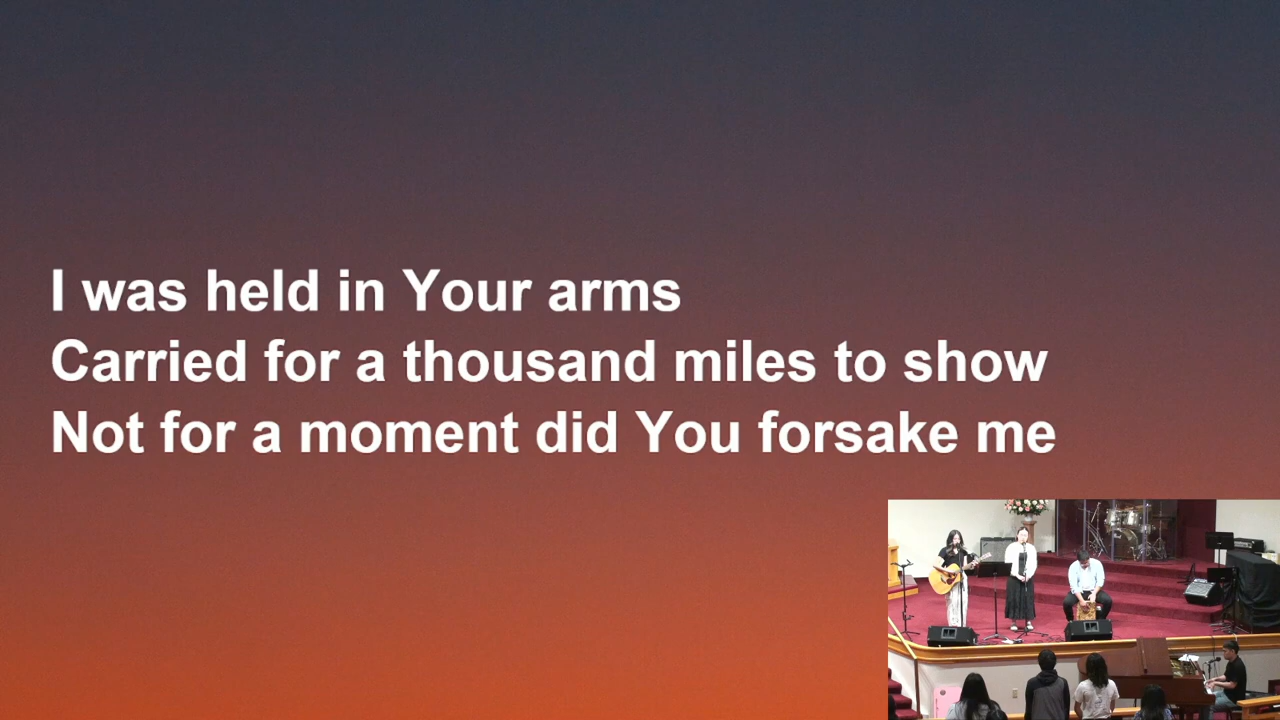 I was held in Your arms
Carried for a thousand miles to show
Not for a moment did You forsake me